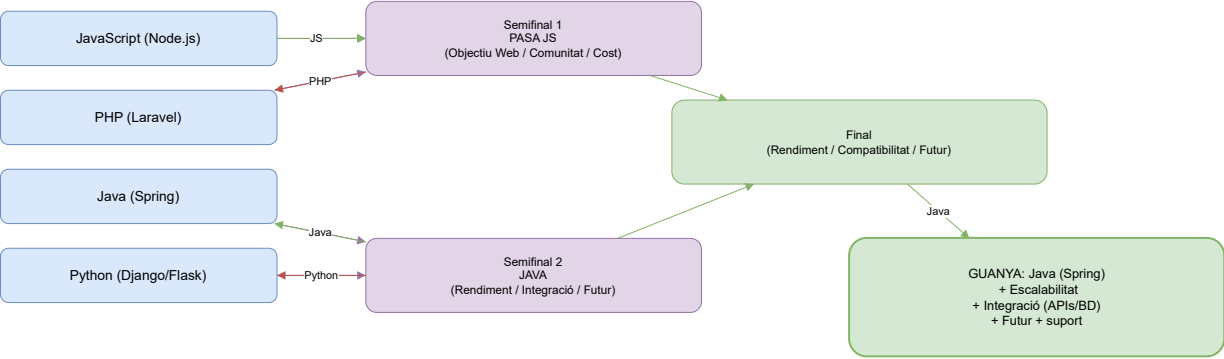 JavaScript (Node.js)
JS
Semifinal 1
PASA JS
(Objectiu Web / Comunitat / Cost)
PHP
PHP (Laravel)
Final
(Rendiment / Compatibilitat / Futur)
Java (Spring)
Java
Java
Python (Django/Flask)
Python
Semifinal 2
JAVA
(Rendiment / Integració / Futur)
GUANYA: Java (Spring)
+ Escalabilitat
+ Integració (APIs/BD)
+ Futur + suport